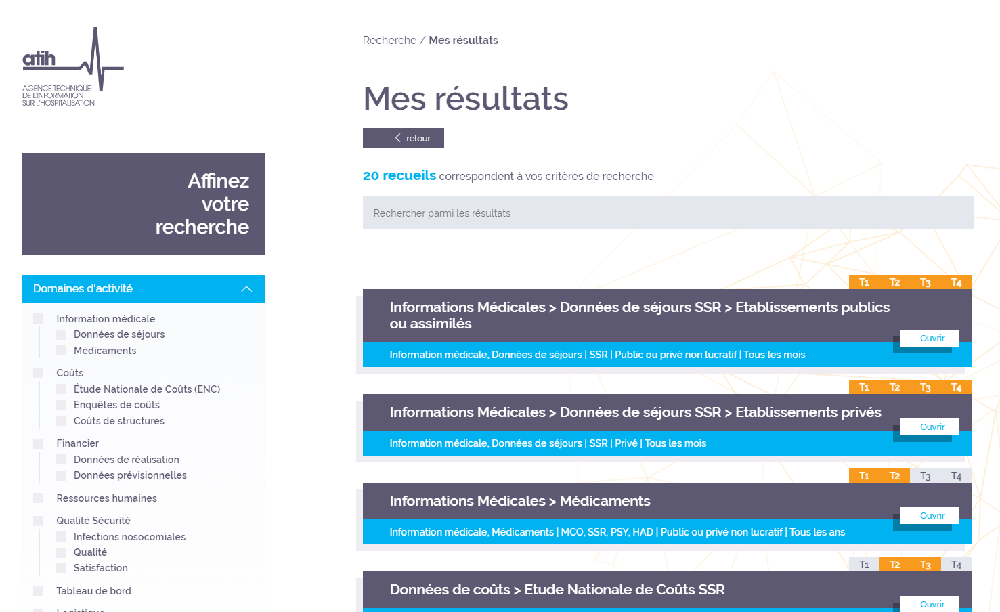 atih
AGENCE TECHNIQUE
DE L'INFORMATION
SUR L'HOSPITALISATION
Affinez
votre
recherche
Domaines d'activité
Information médicale
Données de séjours
Médicaments
Coûts
Étude Nationale de Coûts (ENC)
Enquêtes de coûts
Coûts de structures
Financier
Données de réalisation
Données prévisionnelles
Ressources humaines
Qualité Sécurité
Infections nosocomiales
Qualité
Satisfaction
Tableau de bord
Recherche / Mes résultats
Mes résultats
retour
20 recueils correspondent à vos critères de recherche
Rechercher parmi les résultats
T1 T2 T3 T4
Informations Médicales > Données de séjours SSR > Etablissements publics
ou assimilés
Ouvrir
Information médicale, Données de séjours | SSR | Public ou privé non lucratif | Tous les mois
T1 T2 T3 T4
Informations Médicales > Données de séjours SSR > Etablissements privés
Ouvrir
Information médicale, Données de séjours | SSR | Privé | Tous les mois
T1 T2 T3 T4
Informations Médicales > Médicaments
Ouvrir
Information médicale, Médicaments | MCO, SSR, PSY, HAD | Public ou privé non lucratif | Tous les ans
T1 T2 T3 T4
Données de coûts > Etude Nationale de Coûts SSR
Ouvrir